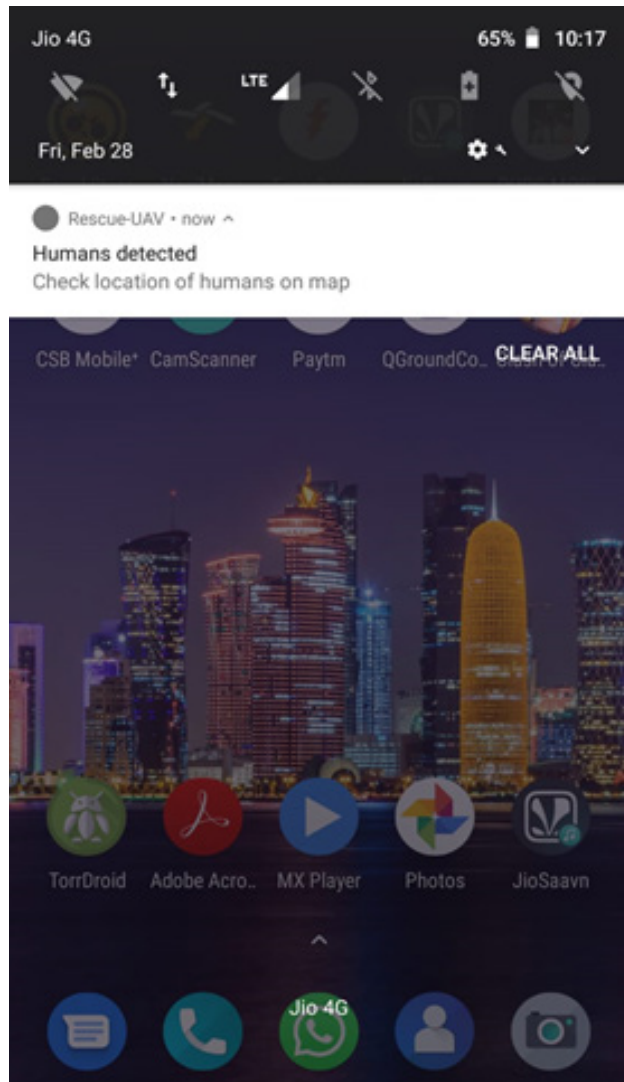 Jio 4G 65% 10:17
LTE
Fri, Feb 28
Rescue-UAV • now
Humans detected
Check location of humans on map
CSB Mobile+ CamScanner Paytm QGroundCo.. CLEAR ALL
TorrDroid Adobe Acro.. MX Player Photos JioSaavn
Jio 4G